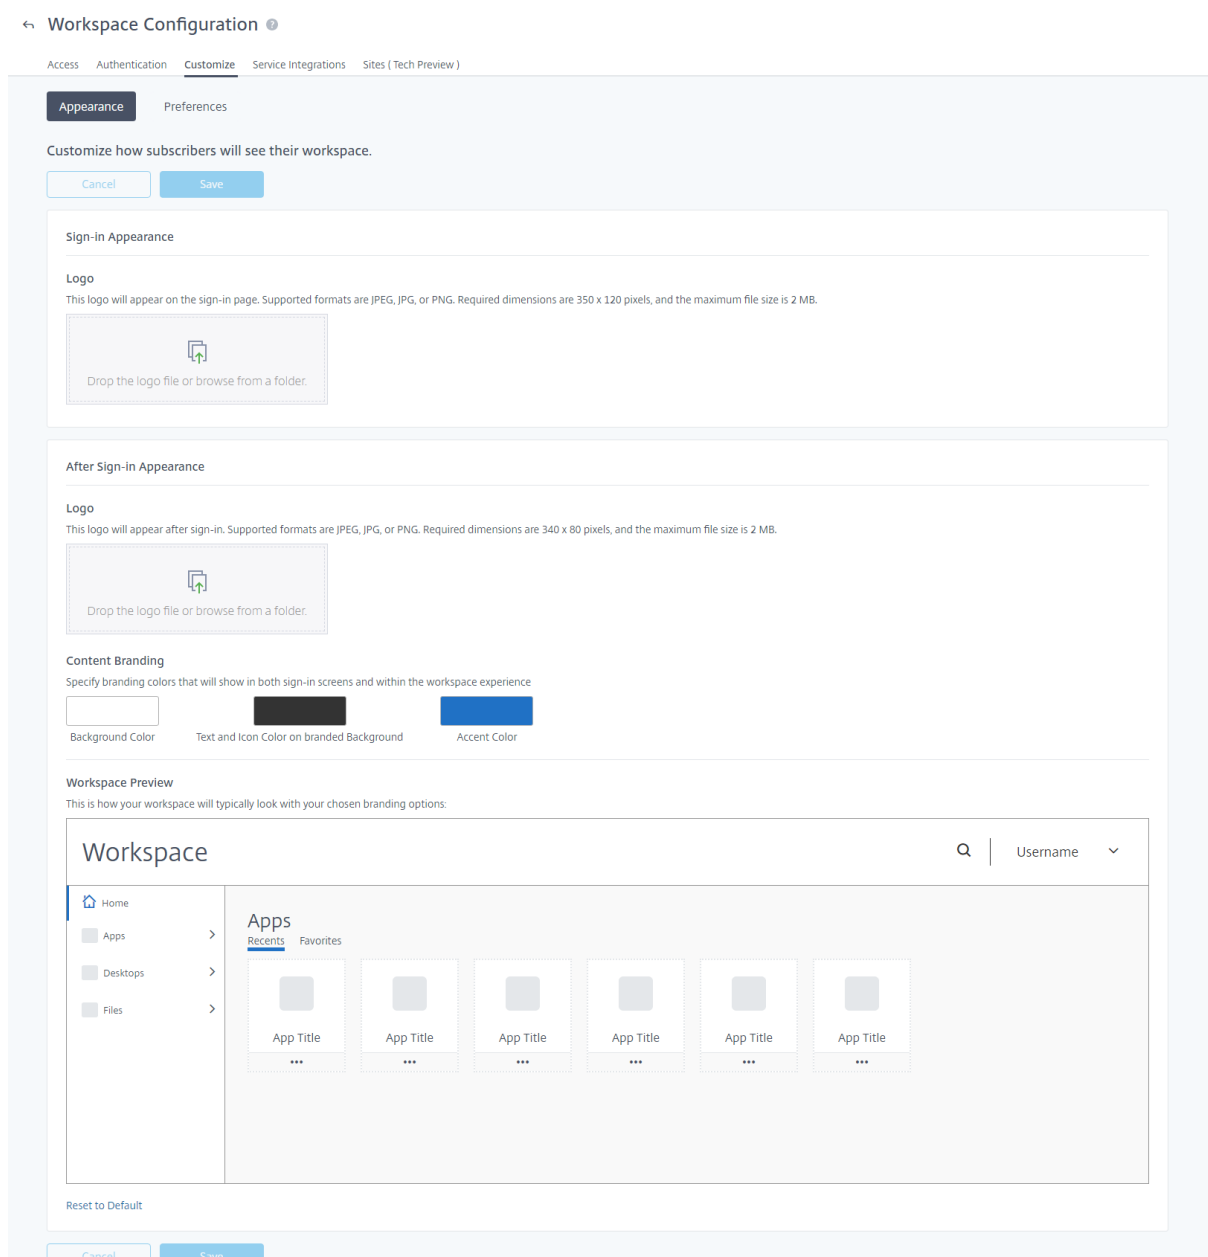 Workspace Configuration ?
Access Authentication Customize Service Integrations Sites ( Tech Preview )
Appearance Preferences
Customize how subscribers will see their workspace.
Cancel Save
Sign-in Appearance
Logo
This logo will appear on the sign-in page. Supported formats are JPEG, JPG, or PNG. Required dimensions are 350 x 120 pixels, and the maximum file size is 2 MB.
Drop the logo file or browse from a folder.
After Sign-in Appearance
Logo
This logo will appear after sign-in. Supported formats are JPEG, JPG, or PNG. Required dimensions are 340 x 80 pixels, and the maximum file size is 2 MB.
Drop the logo file or browse from a folder.
Content Branding
Specify branding colors that will show in both sign-in screens and within the workspace experience
Background Color Text and Icon Color on branded Background Accent Color
Workspace Preview
This is how your workspace will typically look with your chosen branding options:
Workspace Username
Home
Apps
Desktops
Files
Apps
Recents Favorites
App Title App Title App Title App Title App Title App Title
Reset to Default
Cancel Save